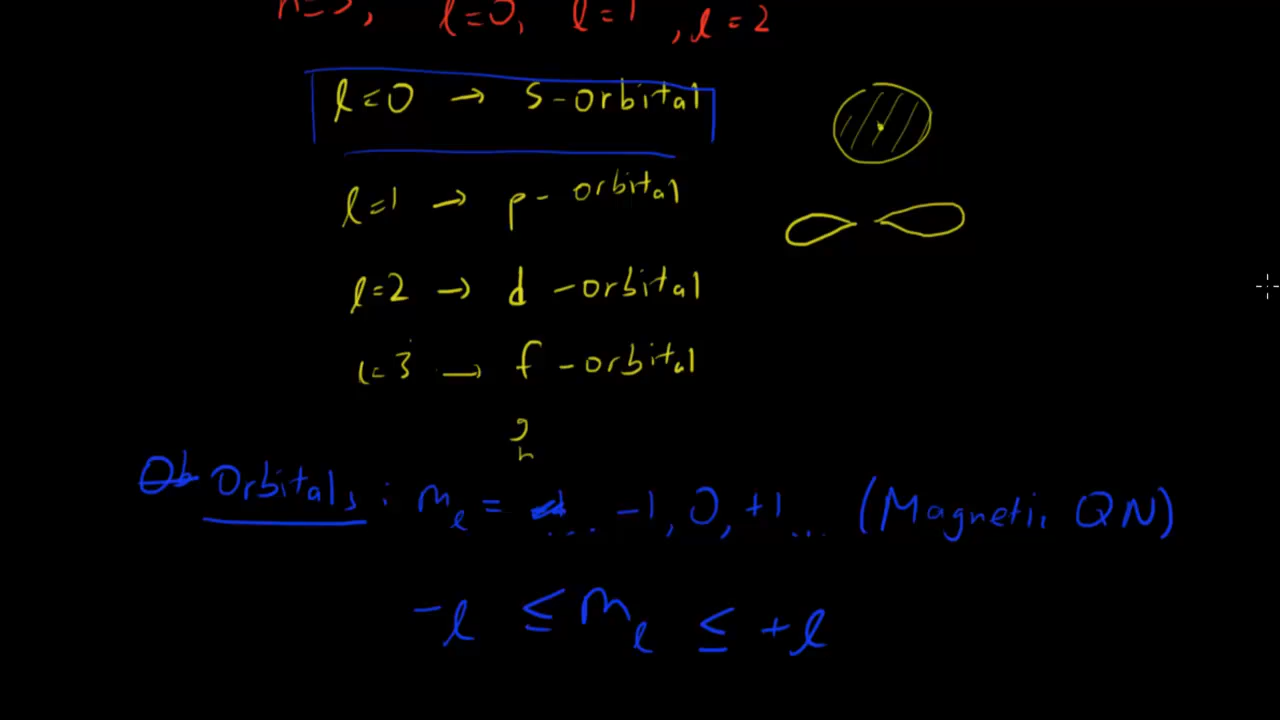 n=3, l=0, l=1, l=2
l=0 → s-orbital
l=1 → p-orbital
l=2 → d-orbital
l=3 → f-orbital
g
h
Orbitals: mₗ = ... -1, 0, +1 ... (Magnetic QN)
-l ≤ mₗ ≤ +l